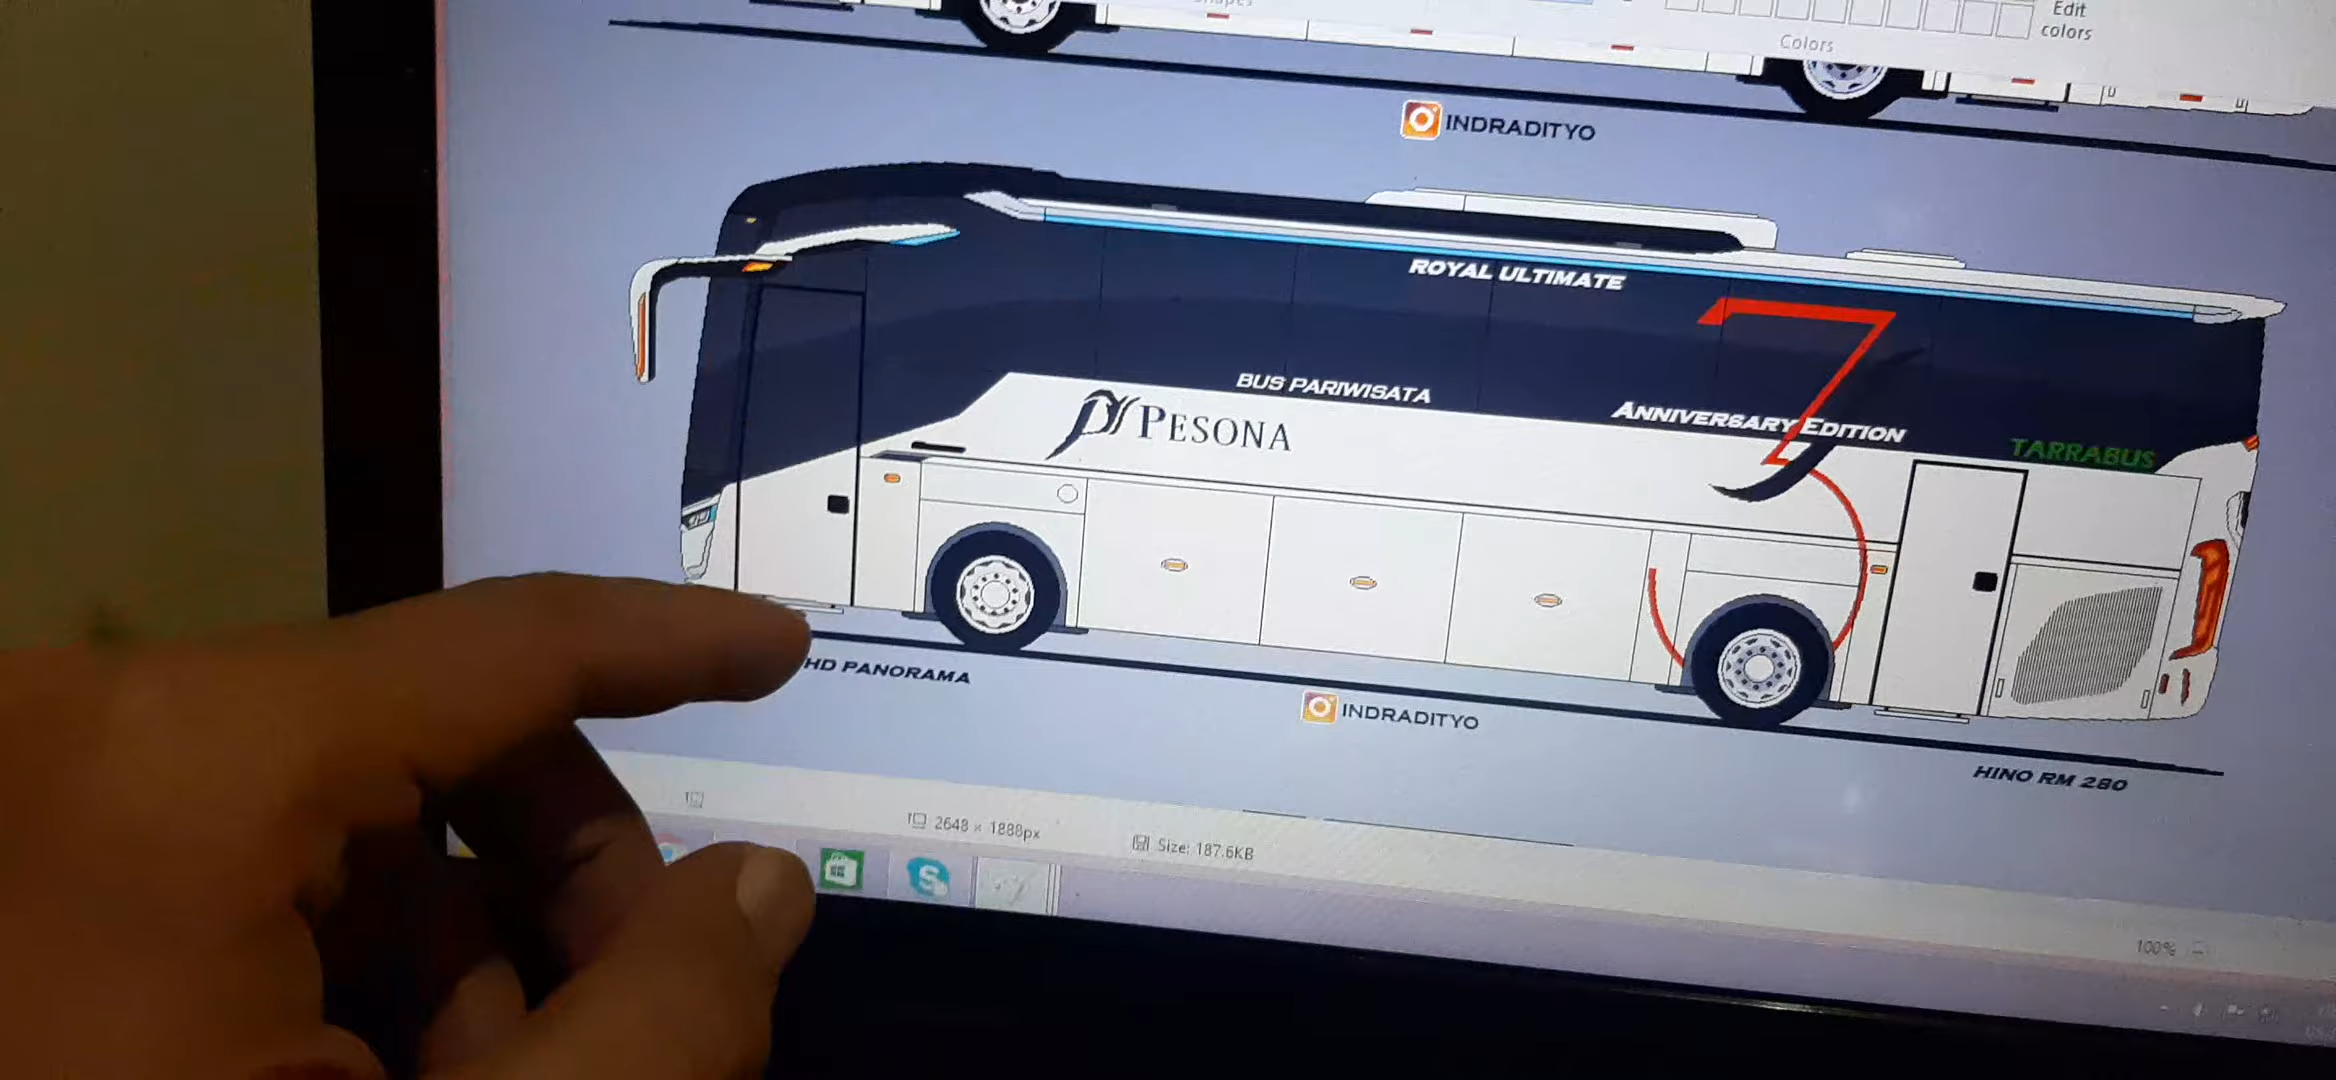 Edit
colors
Colors
INDRADITYO
ROYAL ULTIMATE
BUS PARIWISATA
PESONA
ANNIVERSARY EDITION
TARRABUS
HD PANORAMA
INDRADITYO
HINO RM 280
2648 × 1888px
Size: 187.6KB
100%